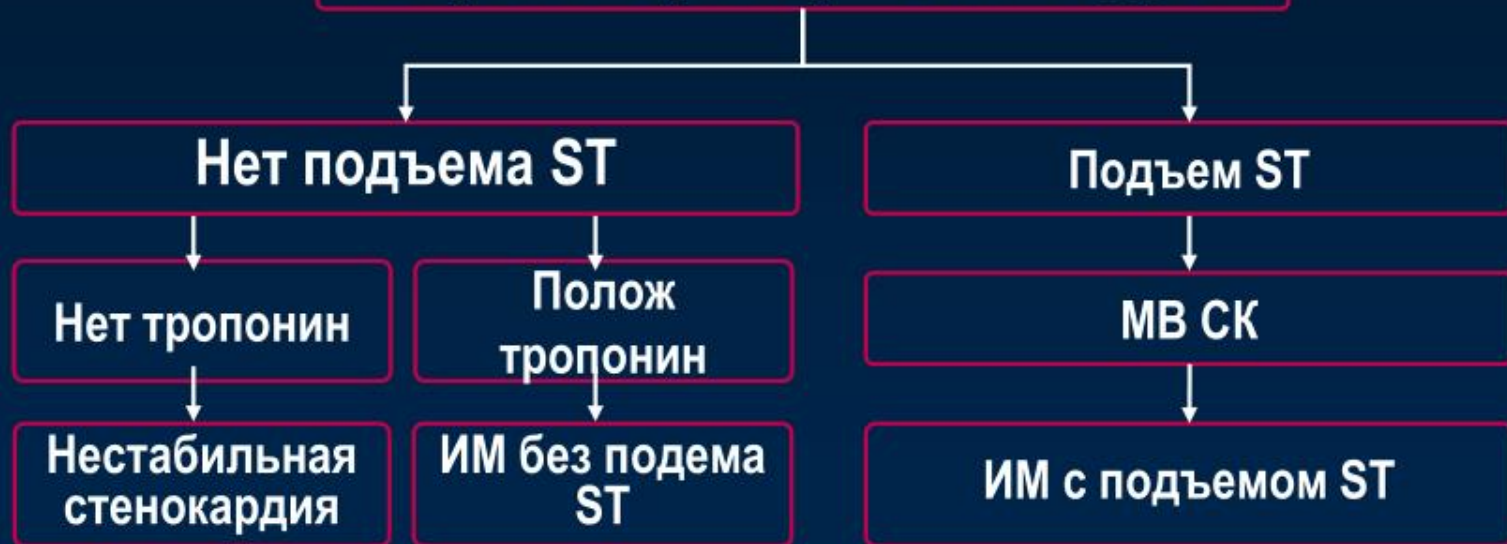 Нет подъема ST
Подъем ST
Нет тропонин
Полож
тропонин
МВ СК
Нестабильная
стенокардия
ИМ без подема
ST
ИМ с подъемом ST